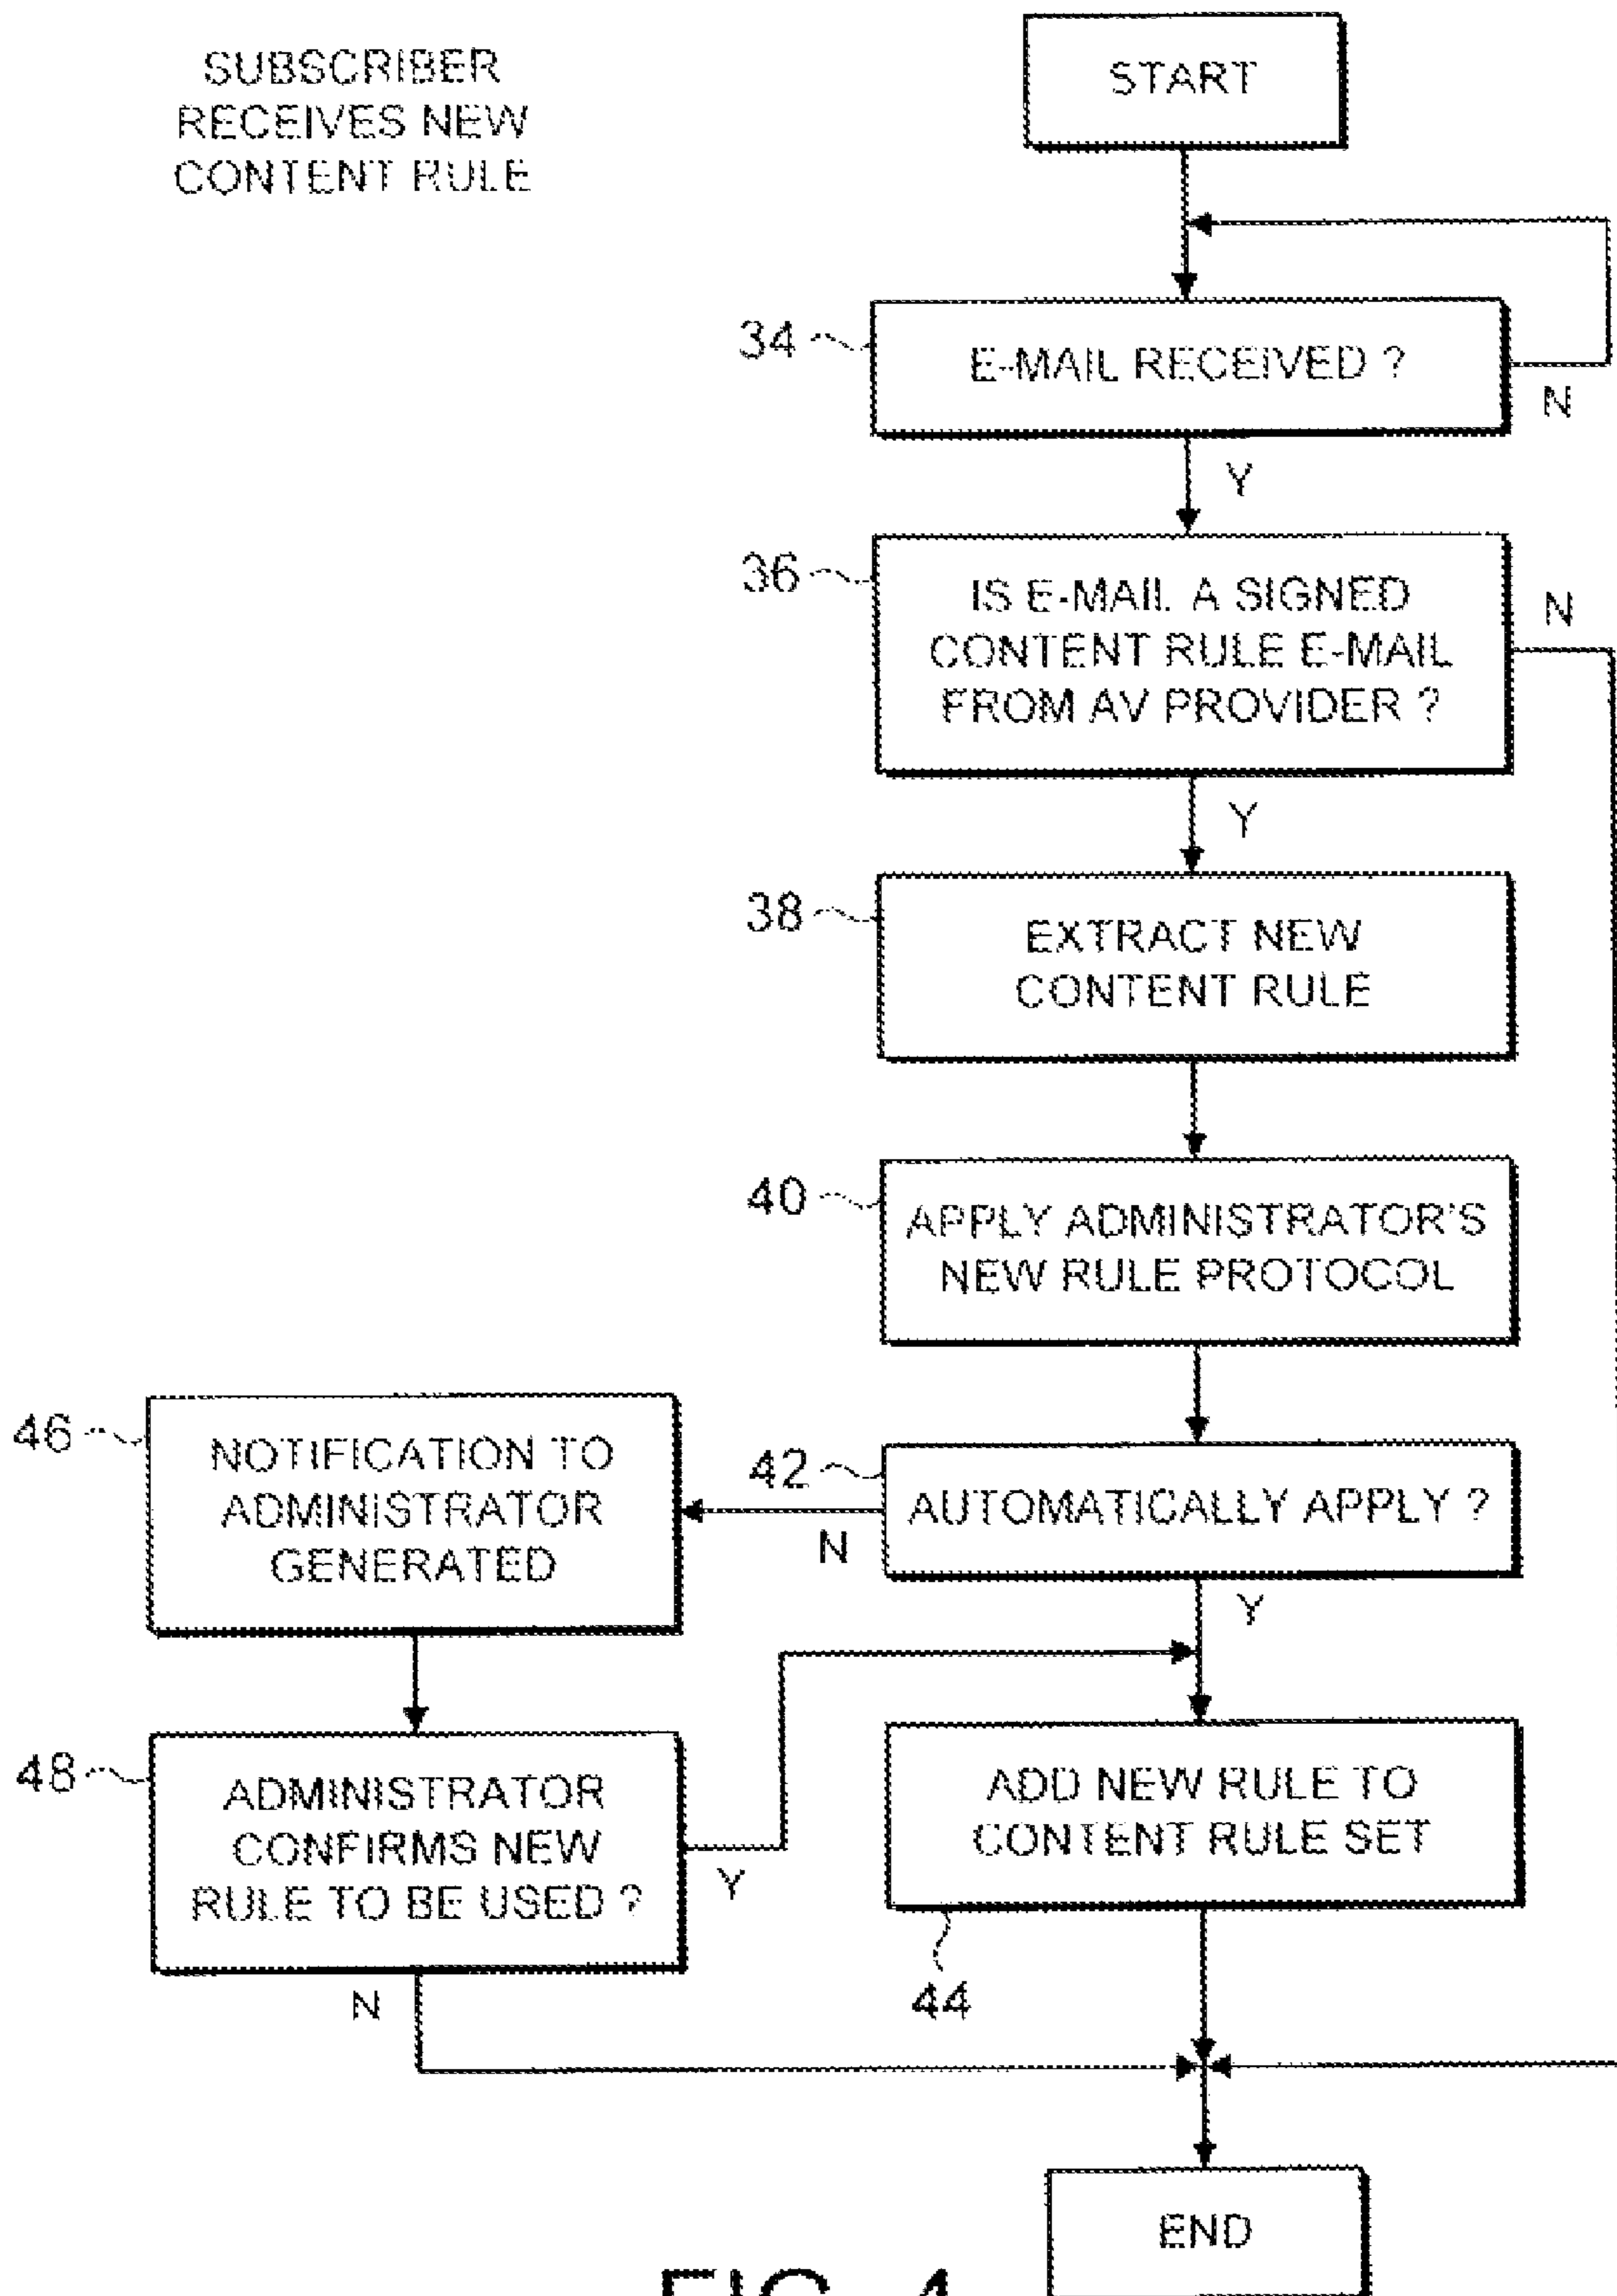 SUBSCRIBER
RECEIVES NEW
CONTENT RULE
START
34
E-MAIL RECEIVED ?
N
Y
36
IS E-MAIL A SIGNED
CONTENT RULE E-MAIL
FROM AV PROVIDER ?
N
Y
38
EXTRACT NEW
CONTENT RULE
40
APPLY ADMINISTRATOR'S
NEW RULE PROTOCOL
42
AUTOMATICALLY APPLY ?
N
Y
46
NOTIFICATION TO
ADMINISTRATOR
GENERATED
48
ADMINISTRATOR
CONFIRMS NEW
RULE TO BE USED ?
Y
N
ADD NEW RULE TO
CONTENT RULE SET
44
END
FIG. 4